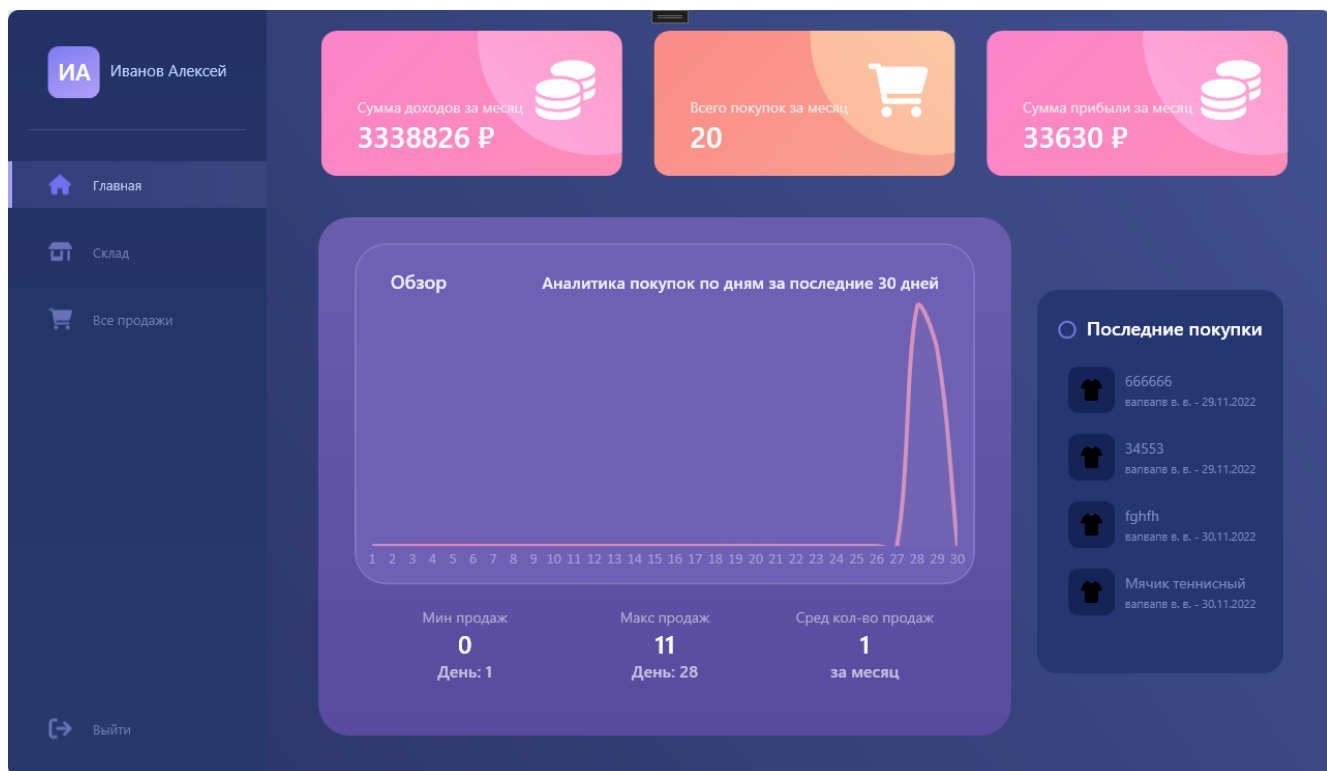 ИА
Иванов Алексей
Главная
Склад
Все продажи
Выйти
Сумма доходов за месяц
3338826 ₽
Всего покупок за месяц
20
Сумма прибыли за месяц
33630 ₽
Обзор
Аналитика покупок по дням за последние 30 дней
1 2 3 4 5 6 7 8 9 10 11 12 13 14 15 16 17 18 19 20 21 22 23 24 25 26 27 28 29 30
Мин продаж
0
День: 1
Макс продаж
11
День: 28
Сред кол-во продаж
1
за месяц
Последние покупки
666666
вапвапв в. в. - 29.11.2022
34553
вапвапв в. в. - 29.11.2022
fghfh
вапвапв в. в. - 30.11.2022
Мячик теннисный
вапвапв в. в. - 30.11.2022